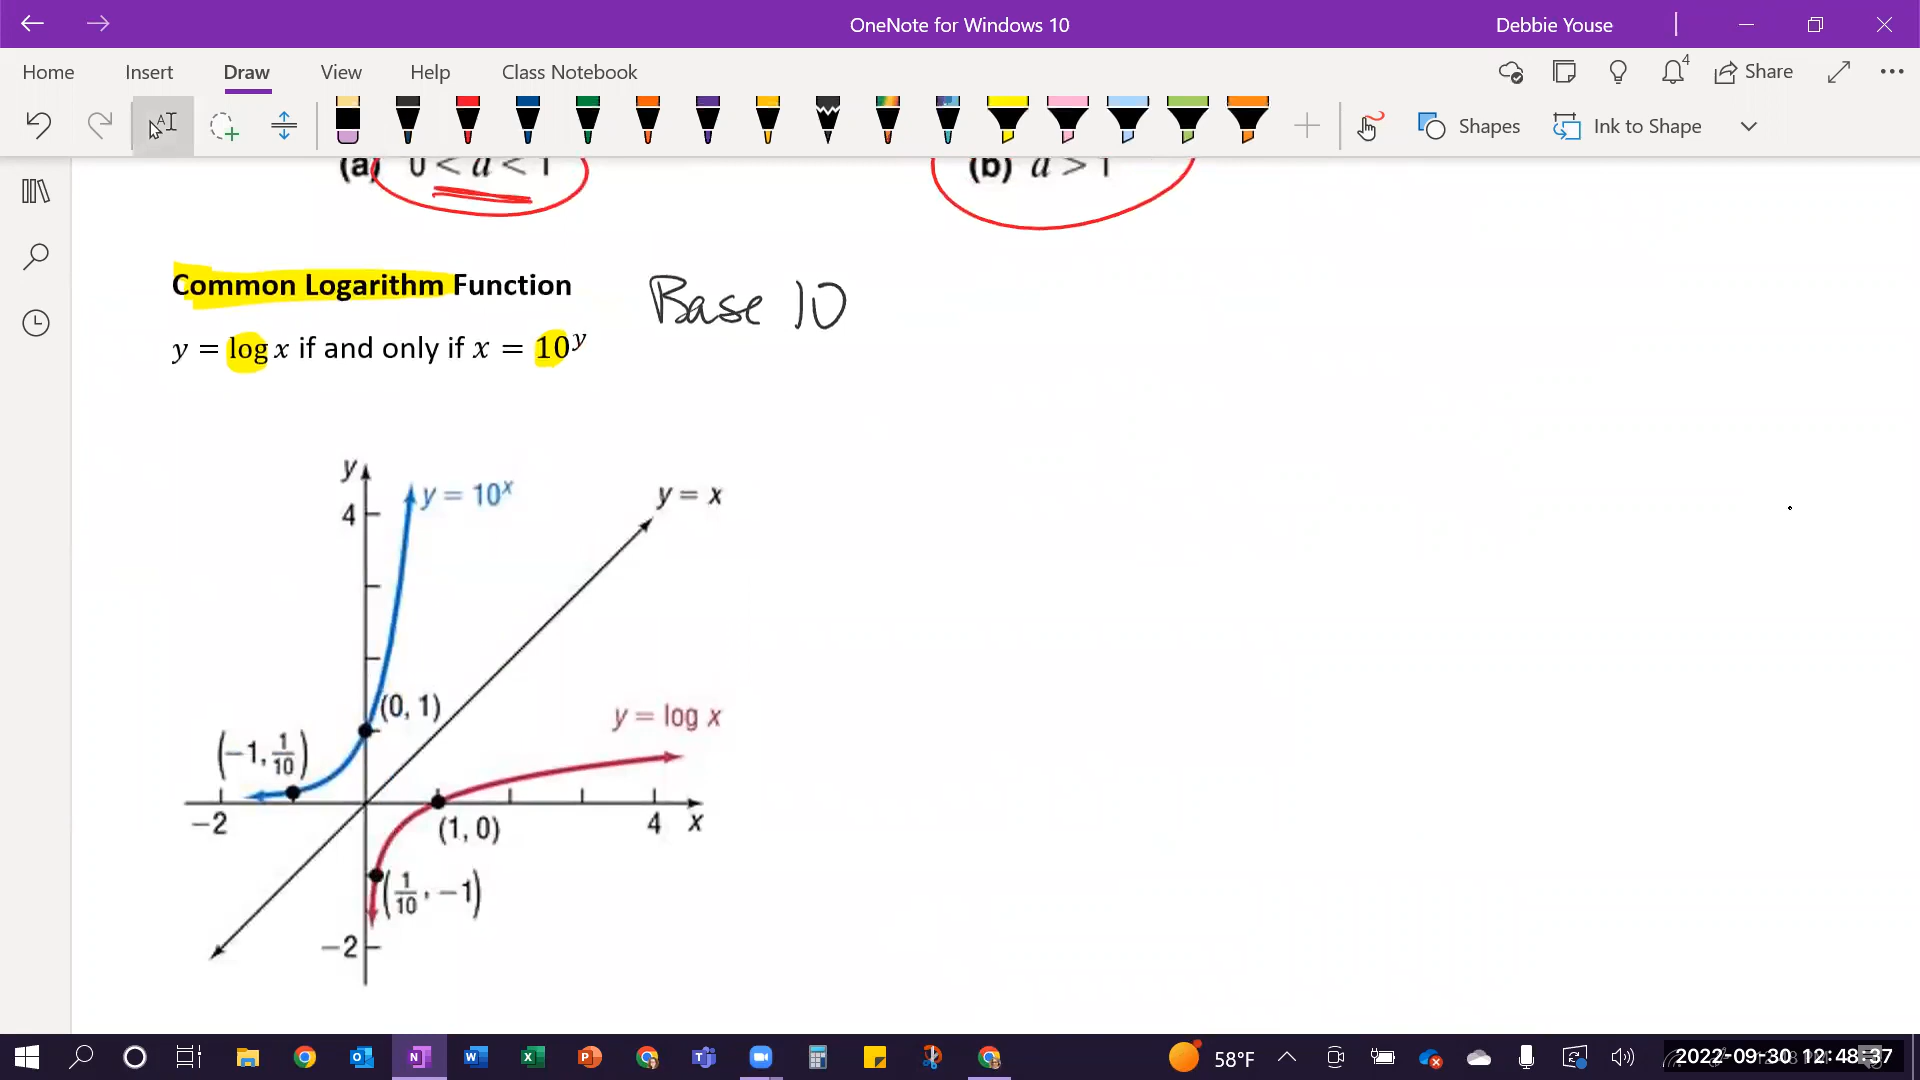 OneNote for Windows 10
Debbie Youse
Home Insert Draw View Help Class Notebook
4
Share
Shapes
Ink to Shape
(a) 0 < a < 1
(b) a > 1
Common Logarithm Function
Base 10
y = log x if and only if x = 10^y
y
4
y = 10^x
y = x
(0, 1)
y = log x
(−1, 1/10)
−2
(1, 0)
4 x
(1/10, −1)
−2
58°F
2022-09-30 12:48:37